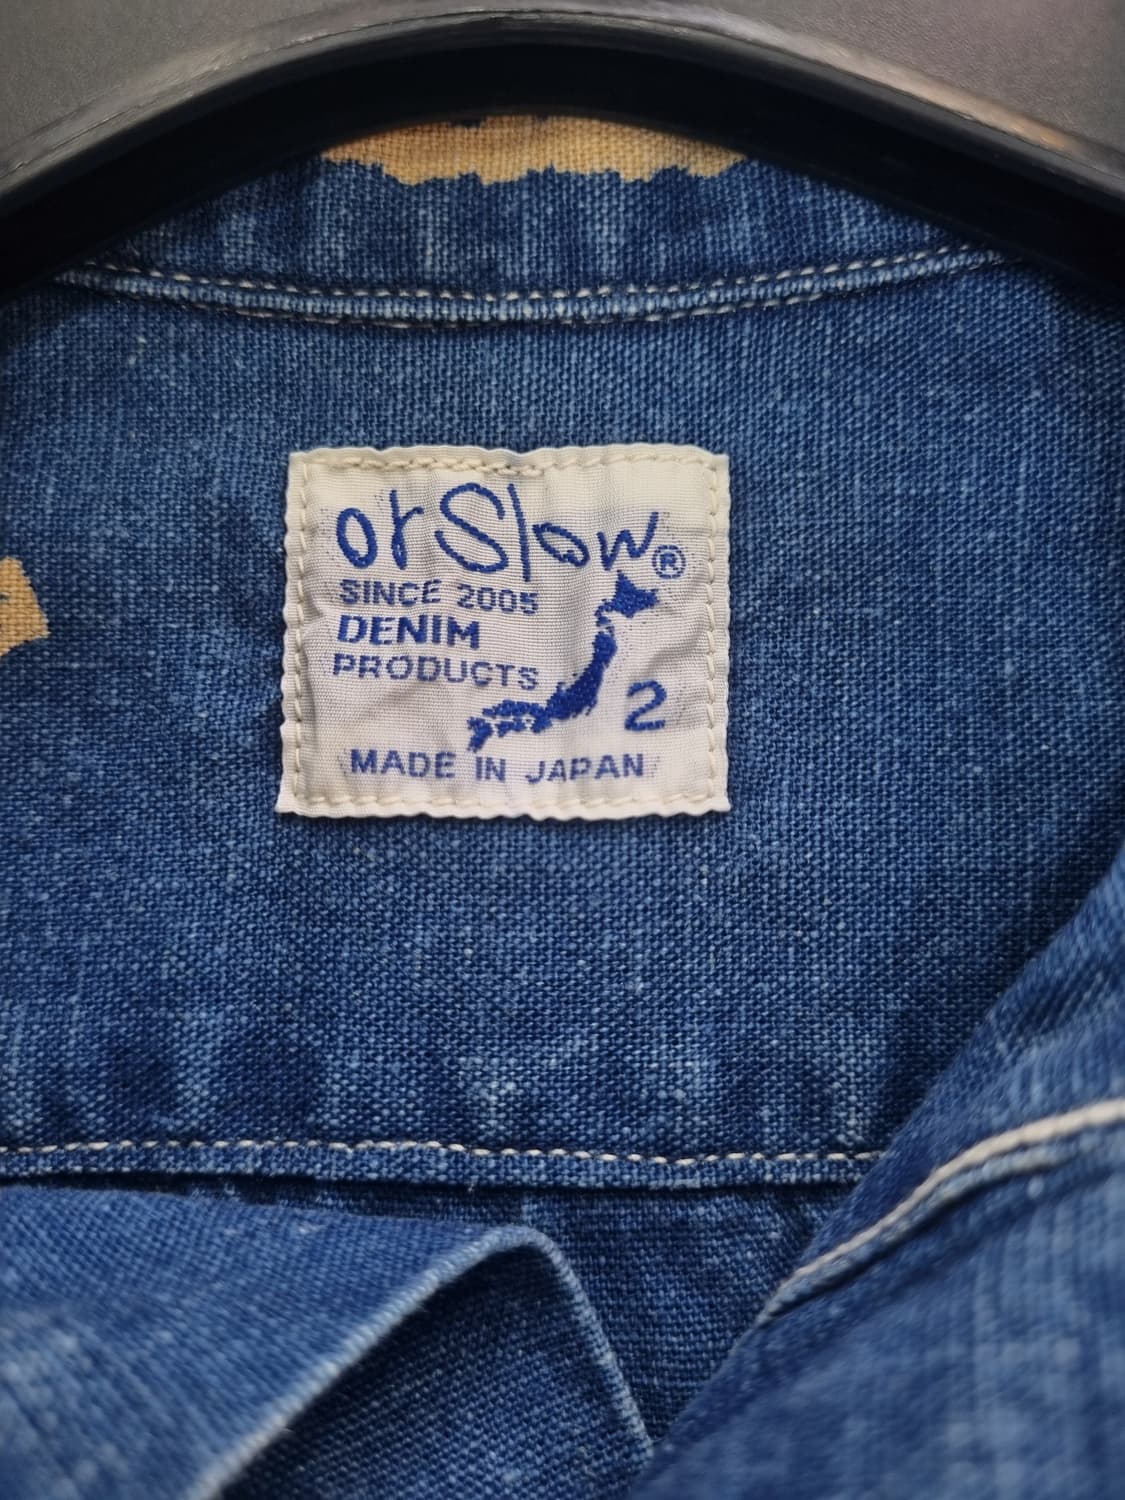 orSlow®
SINCE 2005
DENIM
PRODUCTS
2
MADE IN JAPAN